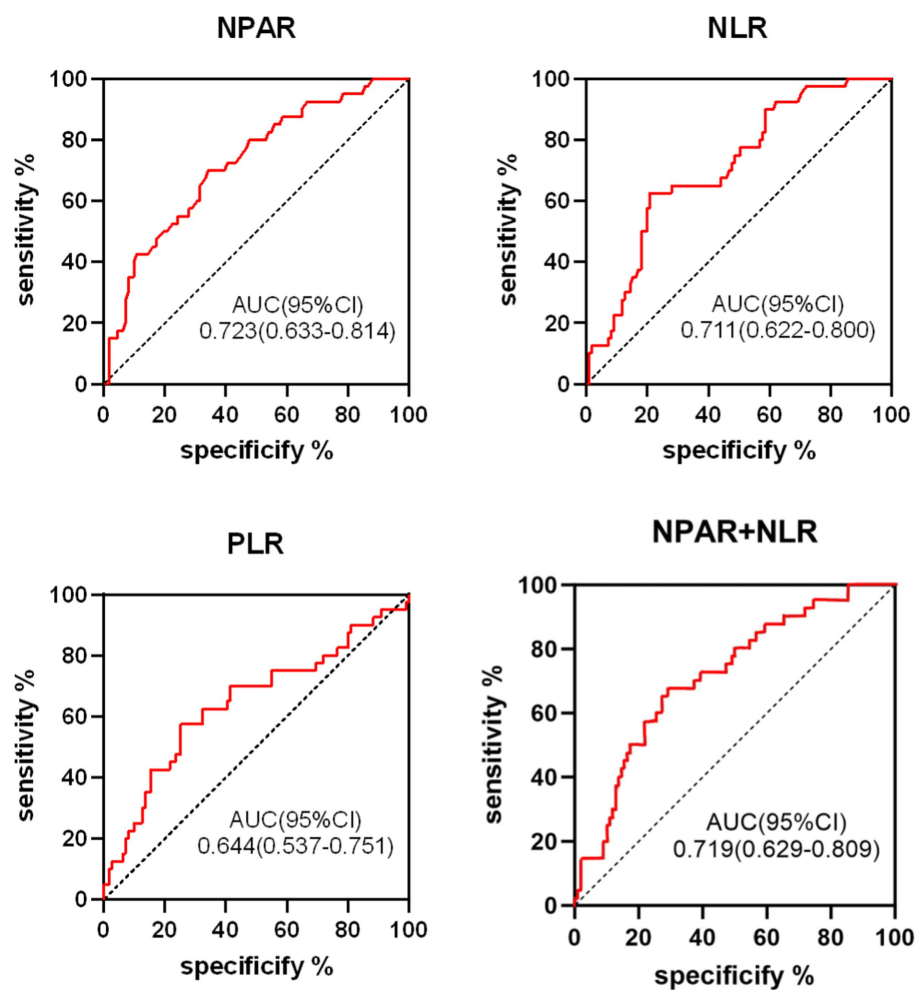 NPAR
100
80
60
40
20
0
sensitivity %
AUC(95%CI)
0.723(0.633-0.814)
0 20 40 60 80 100
specificify %
NLR
100
80
60
40
20
0
sensitivity %
AUC(95%CI)
0.711(0.622-0.800)
0 20 40 60 80 100
specificify %
PLR
100
80
60
40
20
0
sensitivity %
AUC(95%CI)
0.644(0.537-0.751)
0 20 40 60 80 100
specificify %
NPAR+NLR
100
80
60
40
20
0
sensitivity %
AUC(95%CI)
0.719(0.629-0.809)
0 20 40 60 80 100
specificify %